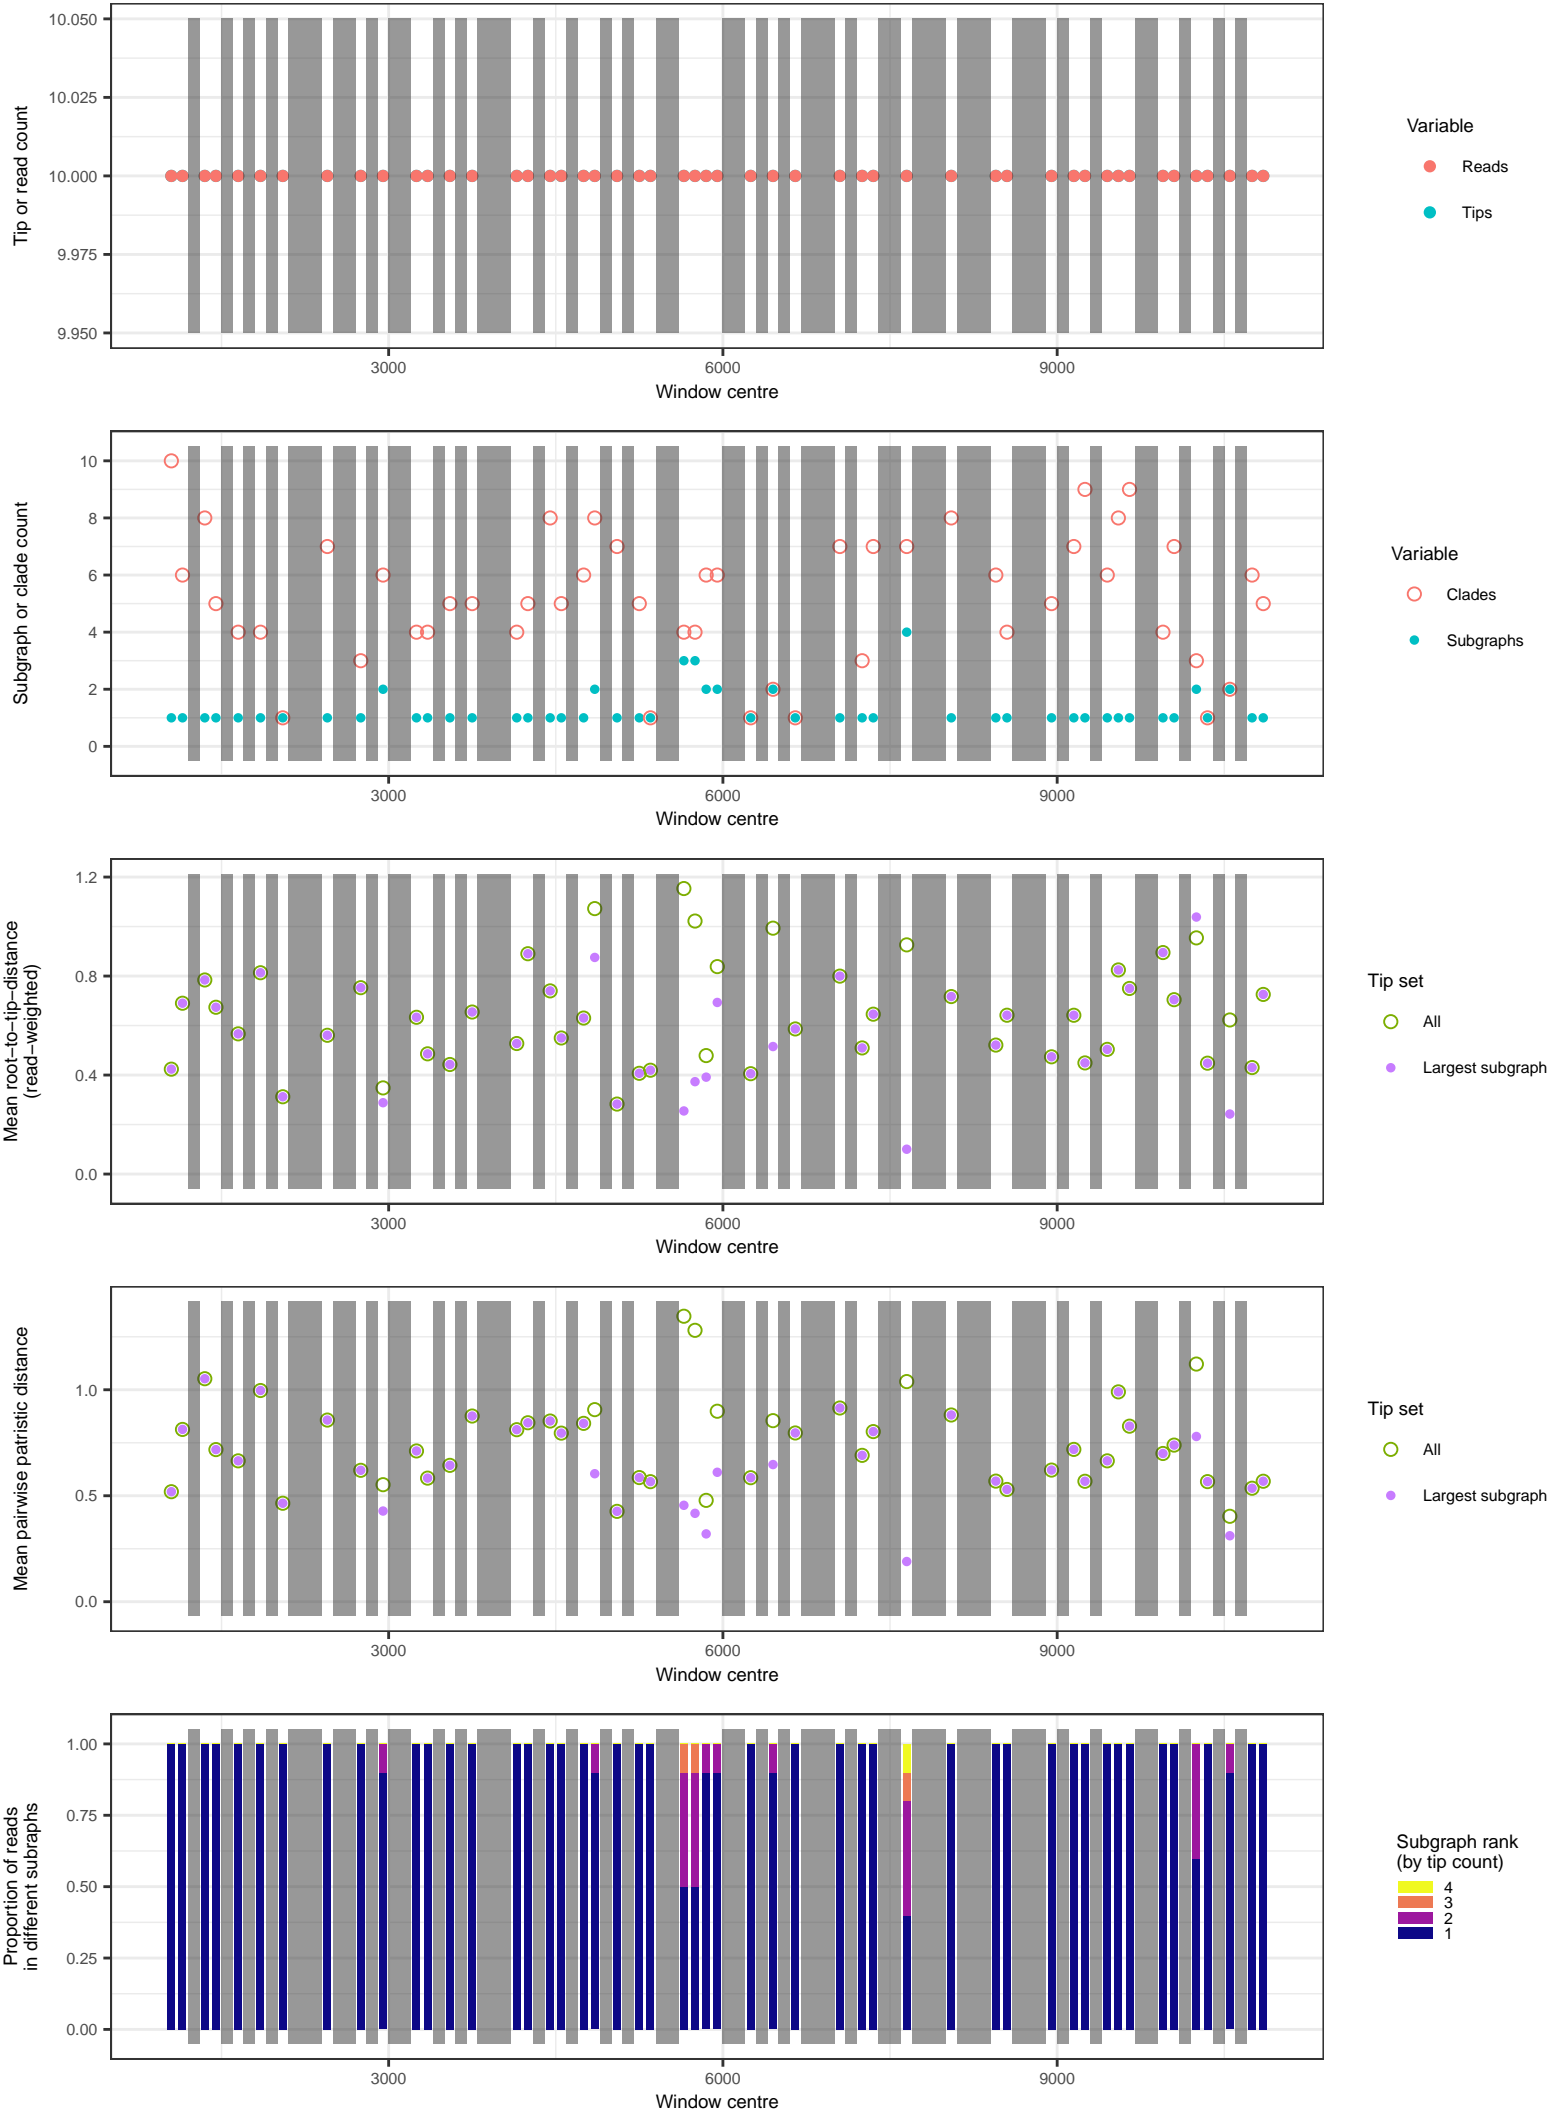 10.050
10.025
10.000
9.975
9.950
Tip or read count
3000
6000
9000
Window centre
Variable
Reads
Tips
10
8
6
4
2
0
Subgraph or clade count
3000
6000
9000
Window centre
Variable
Clades
Subgraphs
1.2
0.8
0.4
0.0
Mean root−to−tip−distance
(read−weighted)
3000
6000
9000
Window centre
Tip set
All
Largest subgraph
1.0
0.5
0.0
Mean pairwise patristic distance
3000
6000
9000
Window centre
Tip set
All
Largest subgraph
1.00
0.75
0.50
0.25
0.00
Proportion of reads
in different subraphs
3000
6000
9000
Window centre
Subgraph rank
(by tip count)
4
3
2
1